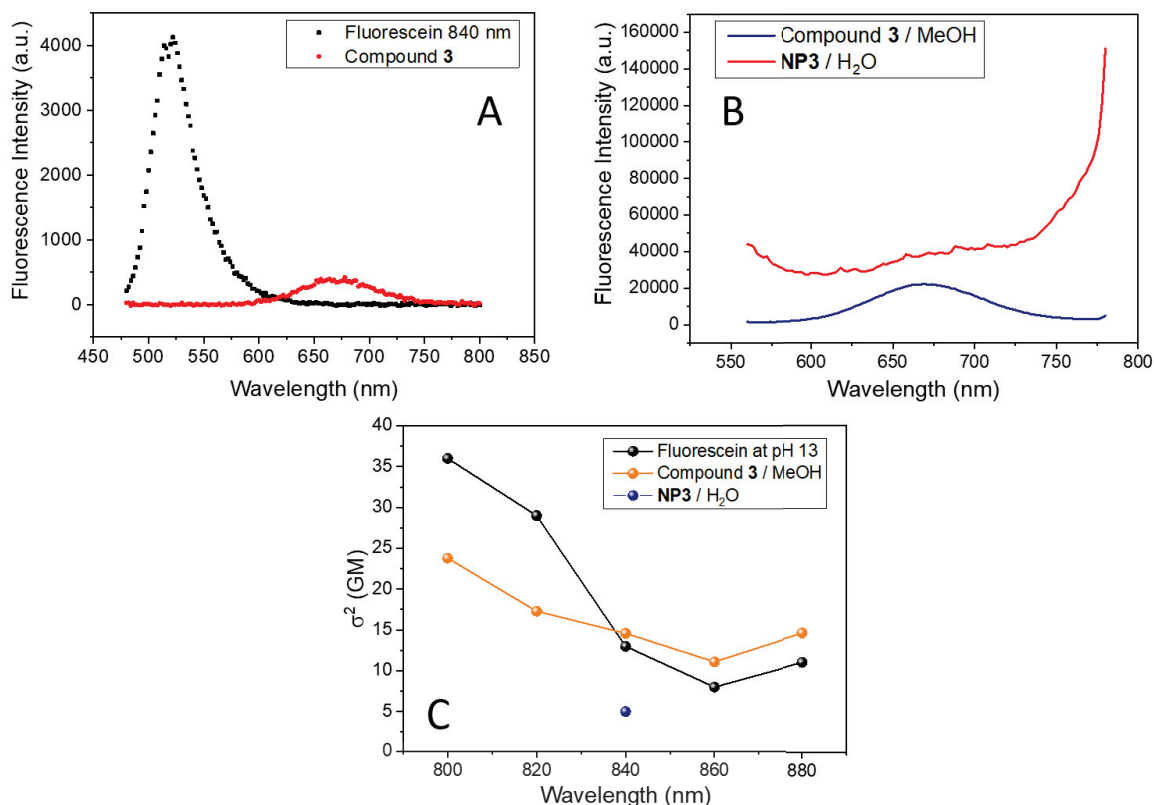 Fluorescence Intensity (a.u.)
4000
3000
2000
1000
0
Fluorescein 840 nm
Compound 3
A
450 500 550 600 650 700 750 800 850
Wavelength (nm)
Fluorescence Intensity (a.u.)
160000
140000
120000
100000
80000
60000
40000
20000
0
Compound 3 / MeOH
NP3 / H₂O
B
550 600 650 700 750 800
Wavelength (nm)
σ² (GM)
40
35
30
25
20
15
10
5
0
Fluorescein at pH 13
Compound 3 / MeOH
NP3 / H₂O
C
800 820 840 860 880
Wavelength (nm)